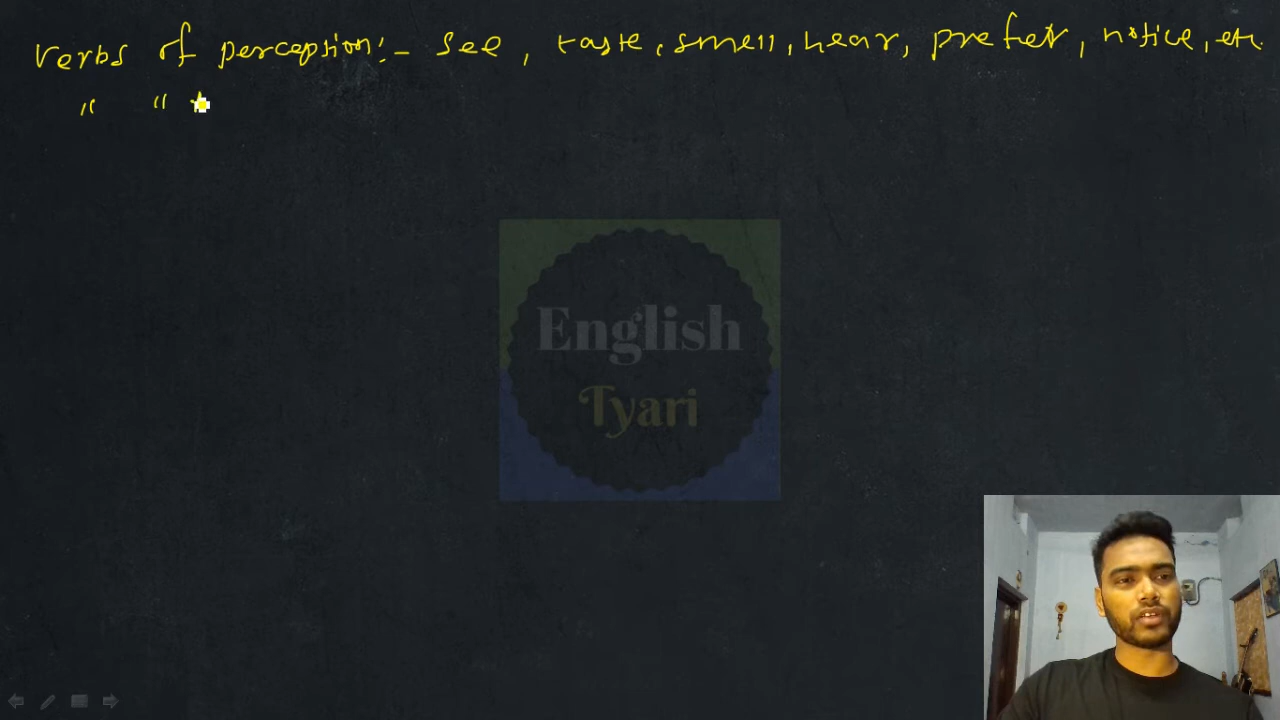 Verbs of perception:- see, taste, smell, hear, prefer, notice, etc.
" "
English
Tyari